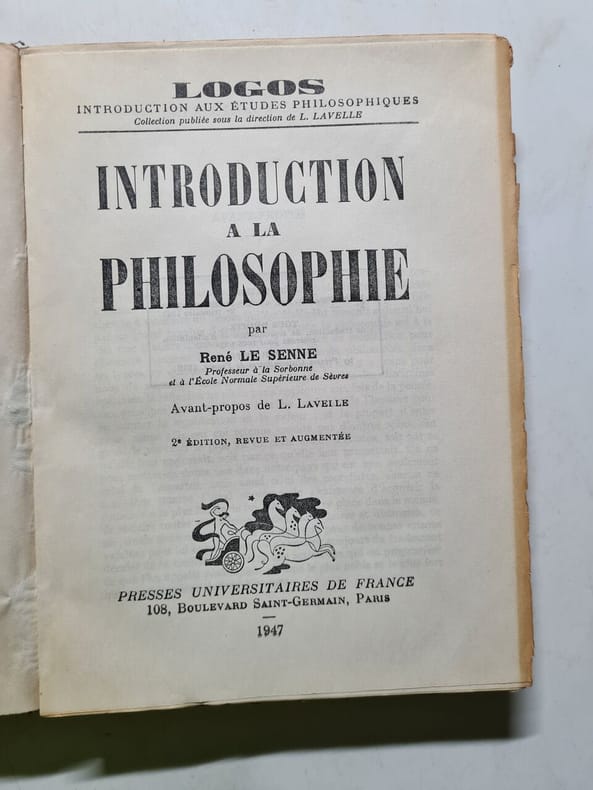 LOGOS
INTRODUCTION AUX ÉTUDES PHILOSOPHIQUES
Collection publiée sous la direction de L. LAVELLE
INTRODUCTION
A LA
PHILOSOPHIE
par
René LE SENNE
Professeur à la Sorbonne
et à l'École Normale Supérieure de Sèvres
Avant-propos de L. LAVELLE
2e ÉDITION, REVUE ET AUGMENTÉE
PRESSES UNIVERSITAIRES DE FRANCE
108, BOULEVARD SAINT-GERMAIN, PARIS
1947